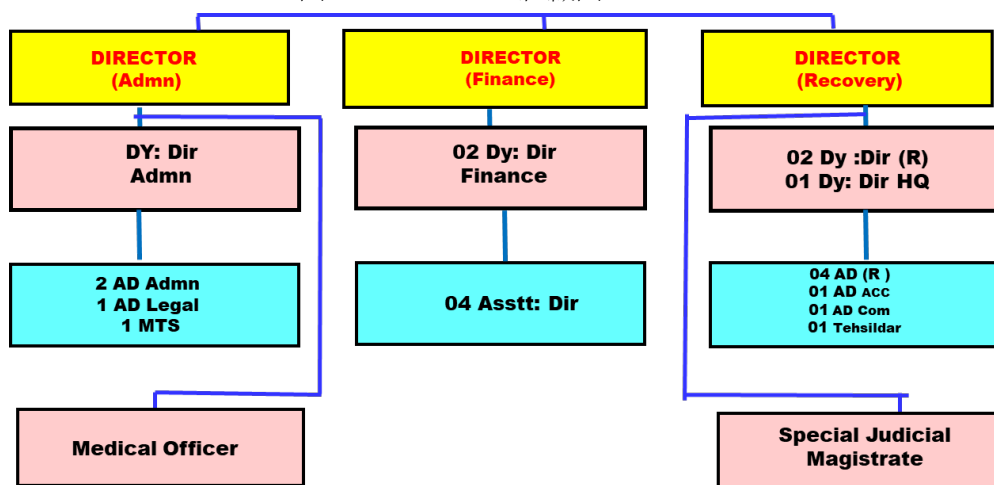 DIRECTOR
(Admn)
DIRECTOR
(Finance)
DIRECTOR
(Recovery)
DY: Dir
Admn
02 Dy: Dir
Finance
02 Dy :Dir (R)
01 Dy: Dir HQ
2 AD Admn
1 AD Legal
1 MTS
04 Asstt: Dir
04 AD (R )
01 AD ACC
01 AD Com
01 Tehsildar
Medical Officer
Special Judicial
Magistrate